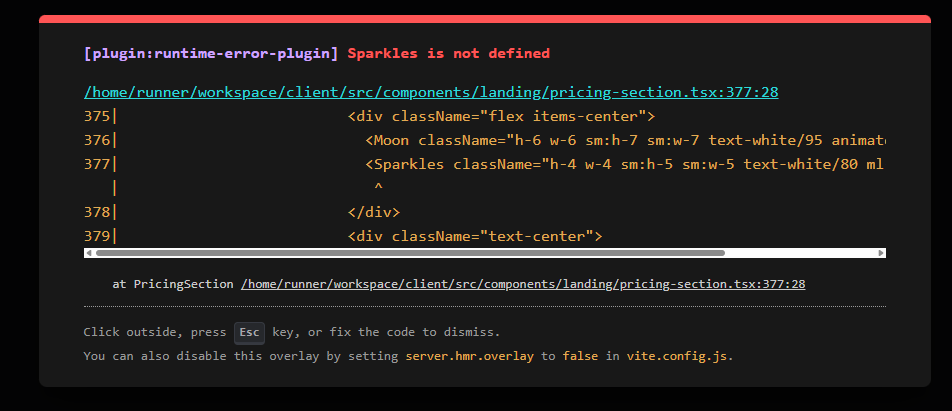 [plugin:runtime-error-plugin] Sparkles is not defined
/home/runner/workspace/client/src/components/landing/pricing-section.tsx:377:28
375|                          <div className="flex items-center">
376|                            <Moon className="h-6 w-6 sm:h-7 sm:w-7 text-white/95 animate
377|                            <Sparkles className="h-4 w-4 sm:h-5 sm:w-5 text-white/80 ml
   |                             ^
378|                          </div>
379|                          <div className="text-center">
at PricingSection /home/runner/workspace/client/src/components/landing/pricing-section.tsx:377:28
Click outside, press Esc key, or fix the code to dismiss.
You can also disable this overlay by setting server.hmr.overlay to false in vite.config.js.